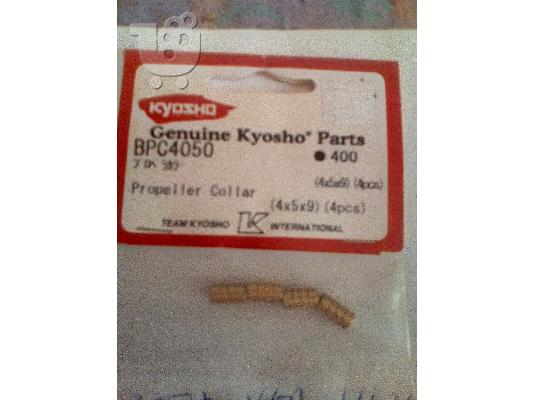 KYOSHO
Genuine Kyosho® Parts
BPC4050
● 400
(4x5x9) (4pcs)
Propeller Collar
(4x5x9) (4pcs)
TEAM KYOSHO K INTERNATIONAL